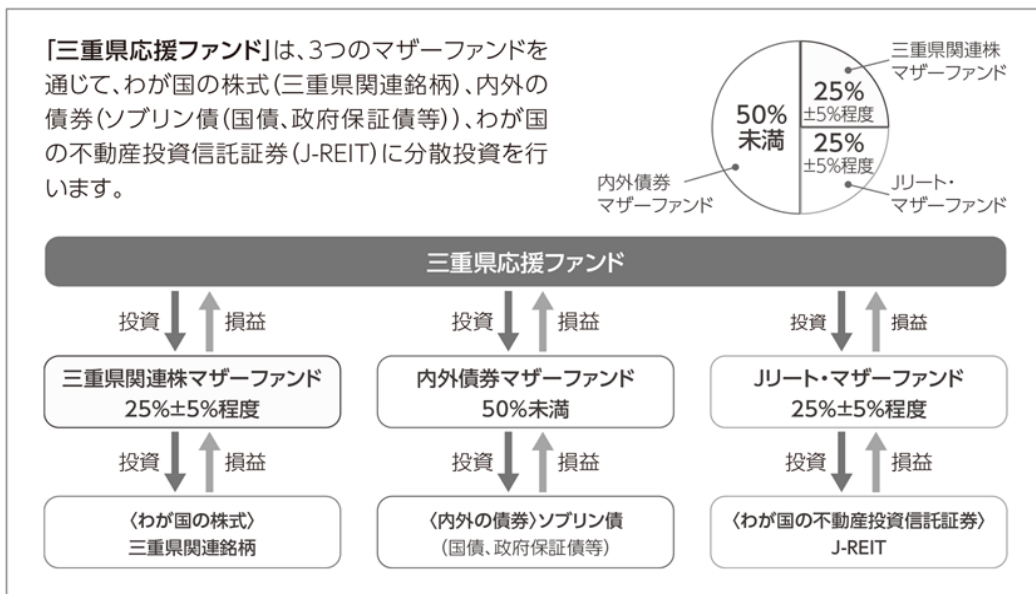 「三重県応援ファンド」は、3つのマザーファンドを
通じて、わが国の株式(三重県関連銘柄)、内外の
債券(ソブリン債(国債、政府保証債等))、わが国
の不動産投資信託証券(J-REIT)に分散投資を行
います。
三重県関連株
マザーファンド
25%
±5%程度
50%
未満
25%
±5%程度
内外債券
マザーファンド
Jリート・
マザーファンド
三重県応援ファンド
投資 損益 投資 損益 投資 損益
三重県関連株マザーファンド
25%±5%程度
内外債券マザーファンド
50%未満
Jリート・マザーファンド
25%±5%程度
投資 損益 投資 損益 投資 損益
〈わが国の株式〉
三重県関連銘柄
〈内外の債券〉ソブリン債
(国債、政府保証債等)
〈わが国の不動産投資信託証券〉
J-REIT